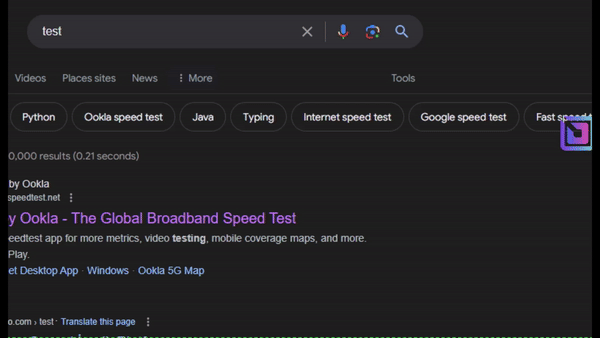 test
Videos Places sites News More Tools
Python Ookla speed test Java Typing Internet speed test Google speed test Fast speed
0,000 results (0.21 seconds)
by Ookla
speedtest.net
y Ookla - The Global Broadband Speed Test
eedtest app for more metrics, video testing, mobile coverage maps, and more.
Play.
et Desktop App · Windows · Ookla 5G Map
o.com › test · Translate this page